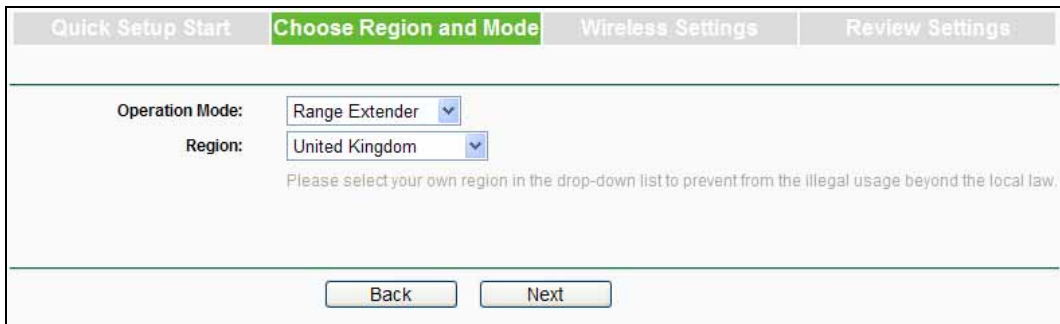 Quick Setup Start Choose Region and Mode Wireless Settings Review Settings
Operation Mode: Range Extender
Region: United Kingdom
Please select your own region in the drop-down list to prevent from the illegal usage beyond the local law.
Back Next